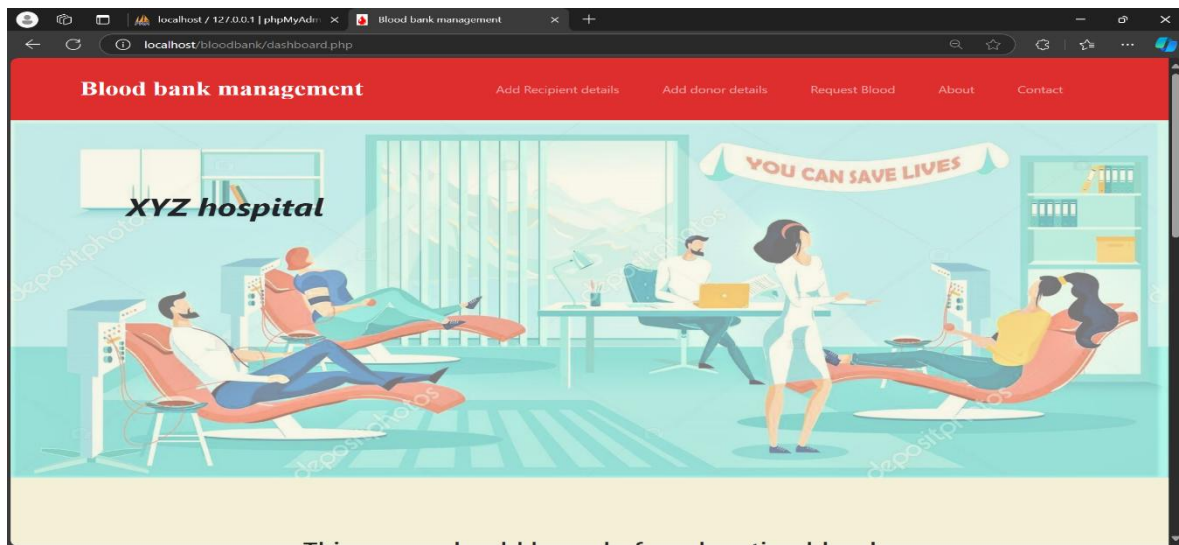 localhost / 127.0.0.1 | phpMyAdm
Blood bank management
localhost/bloodbank/dashboard.php
Blood bank management
Add Recipient details
Add donor details
Request Blood
About
Contact
YOU CAN SAVE LIVES
XYZ hospital
depositphotos
depositphotos
depositphotos
depositphotos